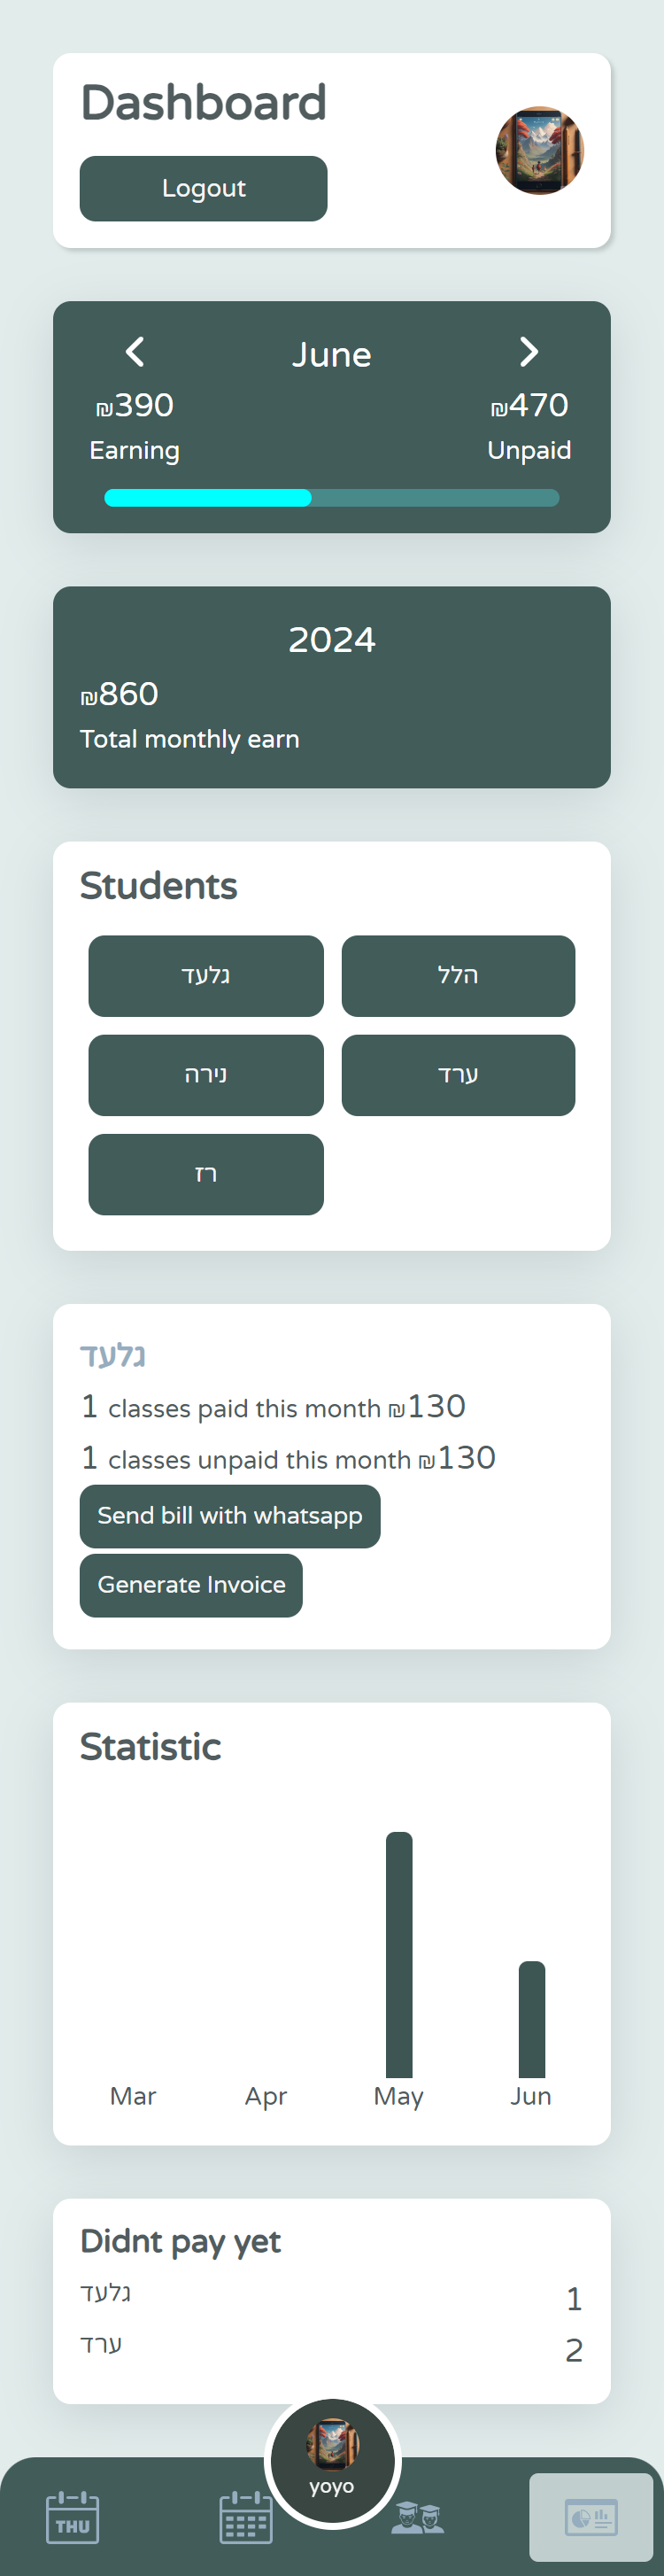 Dashboard
Logout
June
₪390 ₪470
Earning Unpaid
2024
₪860
Total monthly earn
Students
גלעד הלל
נירה ערד
רז
גלעד
1 classes paid this month ₪130
1 classes unpaid this month ₪130
Send bill with whatsapp
Generate Invoice
Statistic
Mar Apr May Jun
Didnt pay yet
גלעד 1
ערד 2
yoyo
THU